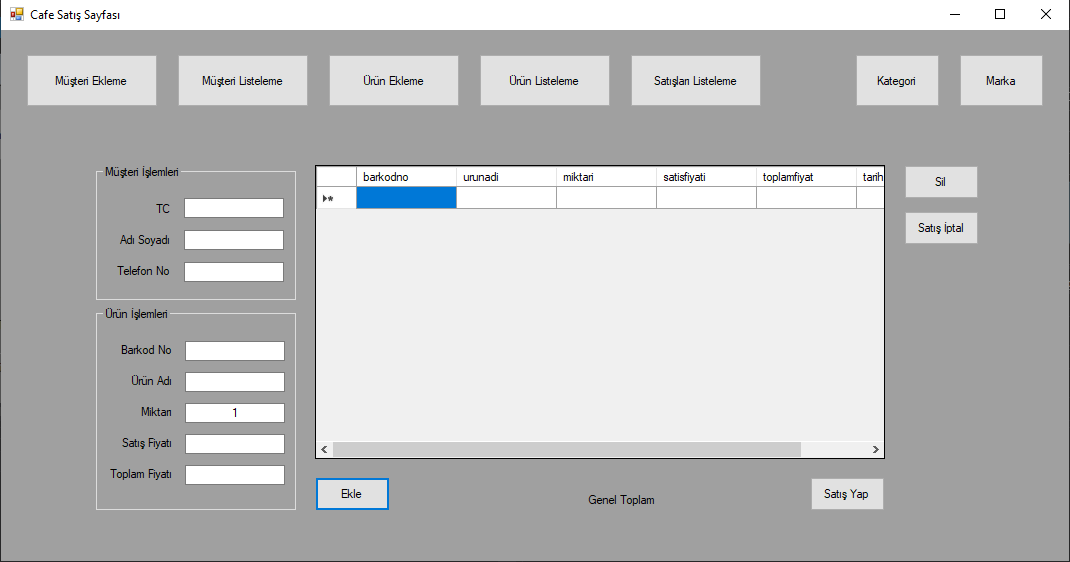 Cafe Satış Sayfası
Müşteri Ekleme Müşteri Listeleme Ürün Ekleme Ürün Listeleme Satışları Listeleme Kategori Marka
Müşteri İşlemleri
TC
Adı Soyadı
Telefon No
Ürün İşlemleri
Barkod No
Ürün Adı
Miktarı 1
Satış Fiyatı
Toplam Fiyatı
barkodno urunadi miktari satisfiyati toplamfiyat tarih
Sil
Satış İptal
Ekle
Genel Toplam
Satış Yap